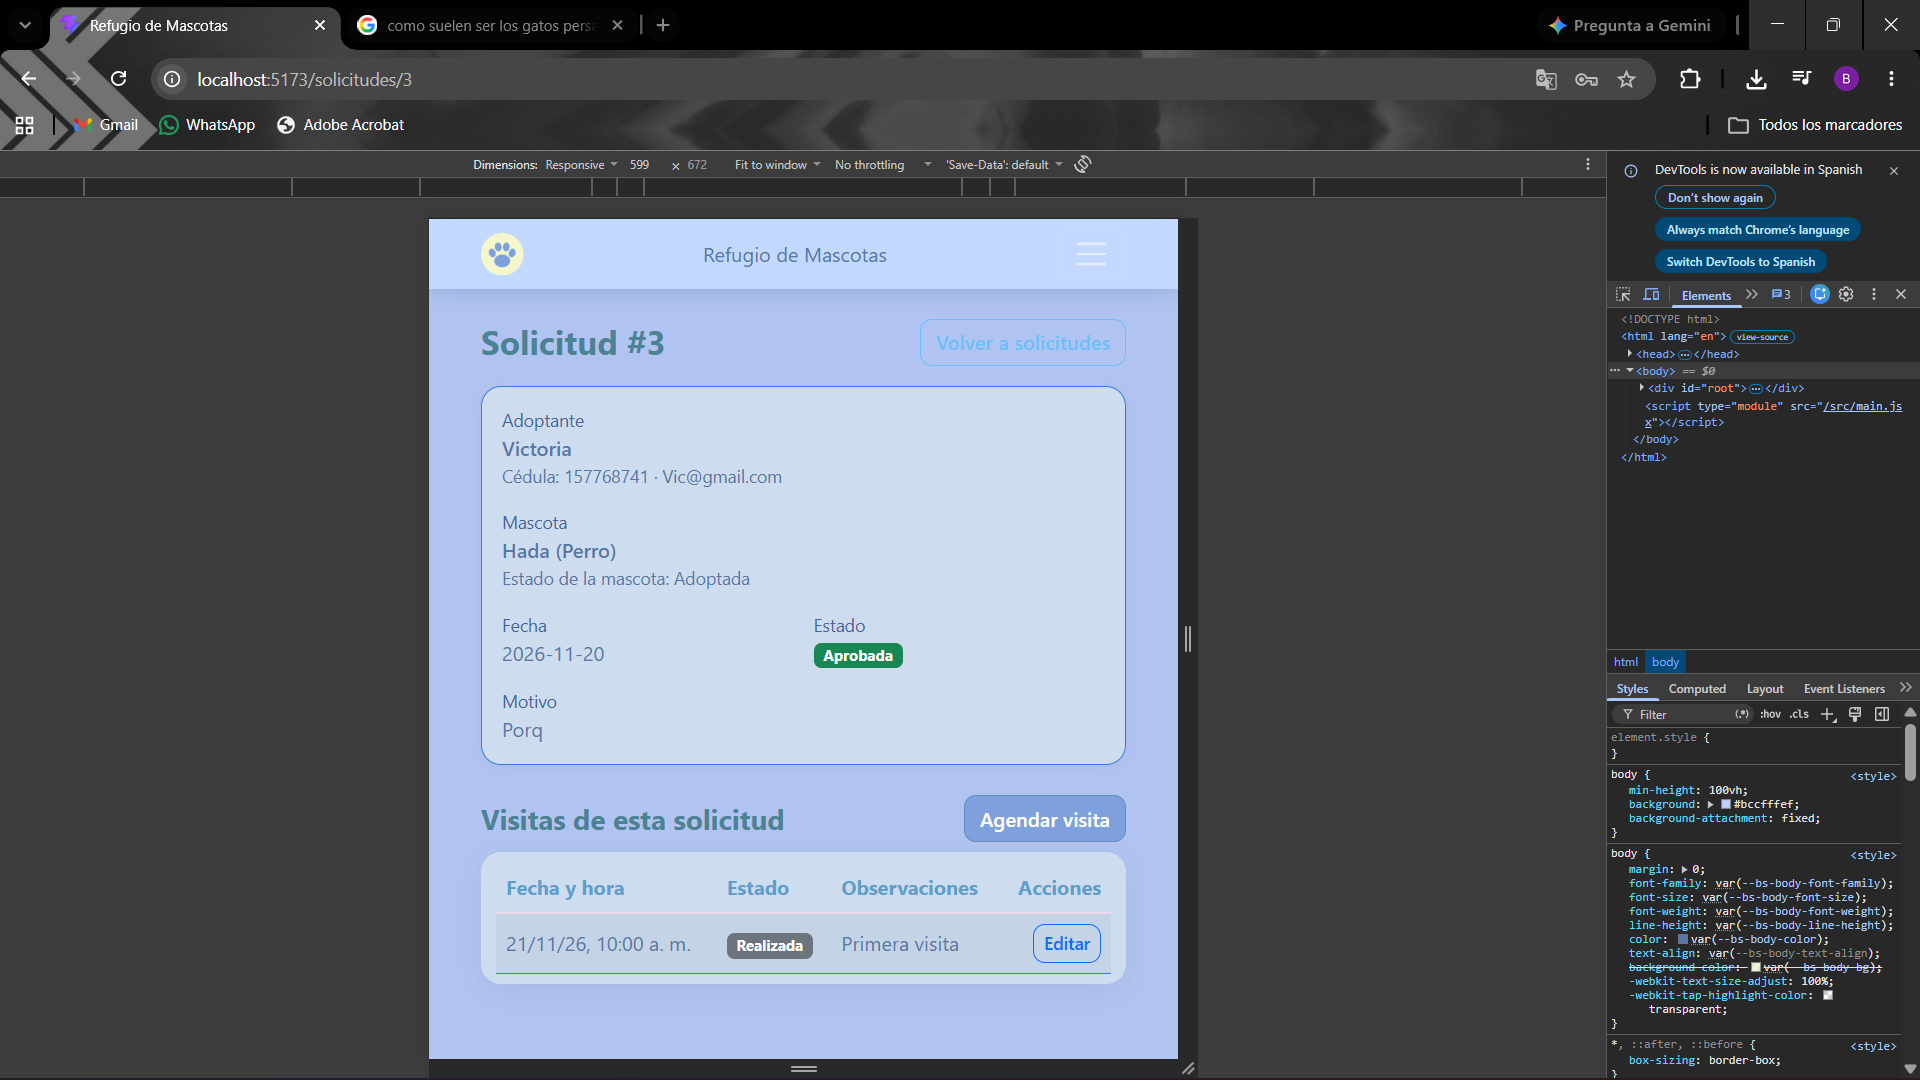 Refugio de Mascotas
como suelen ser los gatos persa
Pregunta a Gemini
localhost:5173/solicitudes/3
B
Gmail
WhatsApp
Adobe Acrobat
Todos los marcadores
Dimensions: Responsive
599 × 672
Fit to window
No throttling
'Save-Data': default
Refugio de Mascotas
Solicitud #3
Volver a solicitudes
Adoptante
Victoria
Cédula: 157768741 · Vic@gmail.com
Mascota
Hada (Perro)
Estado de la mascota: Adoptada
Fecha
Estado
2026-11-20
Aprobada
Motivo
Porq
Visitas de esta solicitud
Agendar visita
Fecha y hora Estado Observaciones Acciones
21/11/26, 10:00 a. m. Realizada Primera visita Editar
DevTools is now available in Spanish
Don't show again
Always match Chrome's language
Switch DevTools to Spanish
Elements
3
<!DOCTYPE html>
<html lang="en"> view-source
<head> </head>
<body> == $0
<div id="root"> </div>
<script type="module" src="/src/main.js
x"></script>
</body>
</html>
html body
Styles Computed Layout Event Listeners
Filter (.*) :hov .cls
element.style {
}
body { <style>
min-height: 100vh;
background: #bccfffef;
background-attachment: fixed;
}
body { <style>
margin: 0;
font-family: var(--bs-body-font-family);
font-size: var(--bs-body-font-size);
font-weight: var(--bs-body-font-weight);
line-height: var(--bs-body-line-height);
color: var(--bs-body-color);
text-align: var(--bs-body-text-align);
background-color: var(--bs-body-bg);
-webkit-text-size-adjust: 100%;
-webkit-tap-highlight-color:
transparent;
}
*, ::after, ::before { <style>
box-sizing: border-box;
}